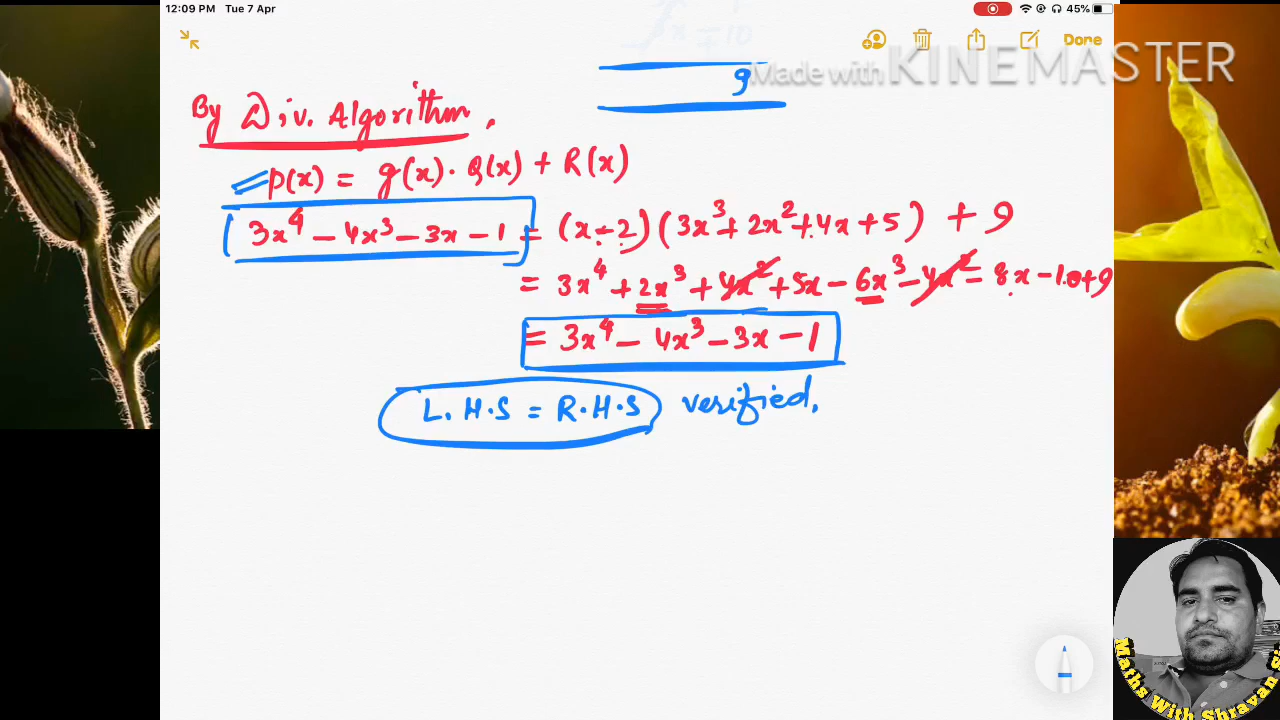 12:09 PM Tue 7 Apr
45%
Done
Made with KINEMASTER
9
By Div. Algorithm,
p(x) = g(x)·Q(x) + R(x)
3x⁴ – 4x³ – 3x – 1 = (x – 2)(3x³ + 2x² + 4x + 5) + 9
= 3x⁴ + 2x³ + 4x² + 5x – 6x³ – 4x² – 8x – 10 + 9
= 3x⁴ – 4x³ – 3x – 1
L.H.S = R.H.S verified.
Maths With Shravan